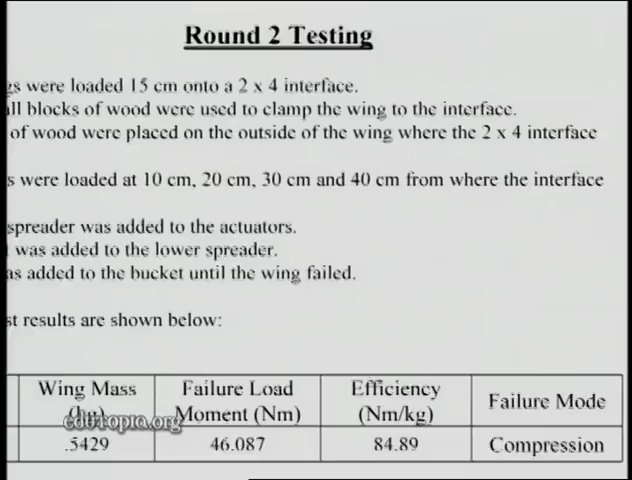 Round 2 Testing
gs were loaded 15 cm onto a 2 x 4 interface.
all blocks of wood were used to clamp the wing to the interface.
of wood were placed on the outside of the wing where the 2 x 4 interface
s were loaded at 10 cm, 20 cm, 30 cm and 40 cm from where the interface
spreader was added to the actuators.
was added to the lower spreader.
as added to the bucket until the wing failed.
st results are shown below:
Wing Mass (kg) Failure Load Moment (Nm) Efficiency (Nm/kg) Failure Mode
edutopia.org
.5429 46.087 84.89 Compression